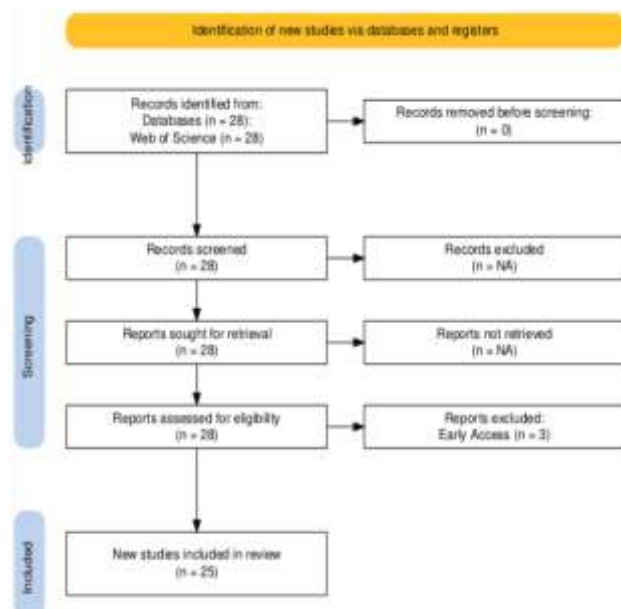 Identification of new studies via databases and registers
Identification
Records identified from:
Databases (n = 28):
Web of Science (n = 28)
Records removed before screening:
(n = 0)
Screening
Records screened
(n = 28)
Records excluded
(n = NA)
Reports sought for retrieval
(n = 28)
Reports not retrieved
(n = NA)
Reports assessed for eligibility
(n = 28)
Reports excluded:
Early Access (n = 3)
Included
New studies included in review
(n = 25)